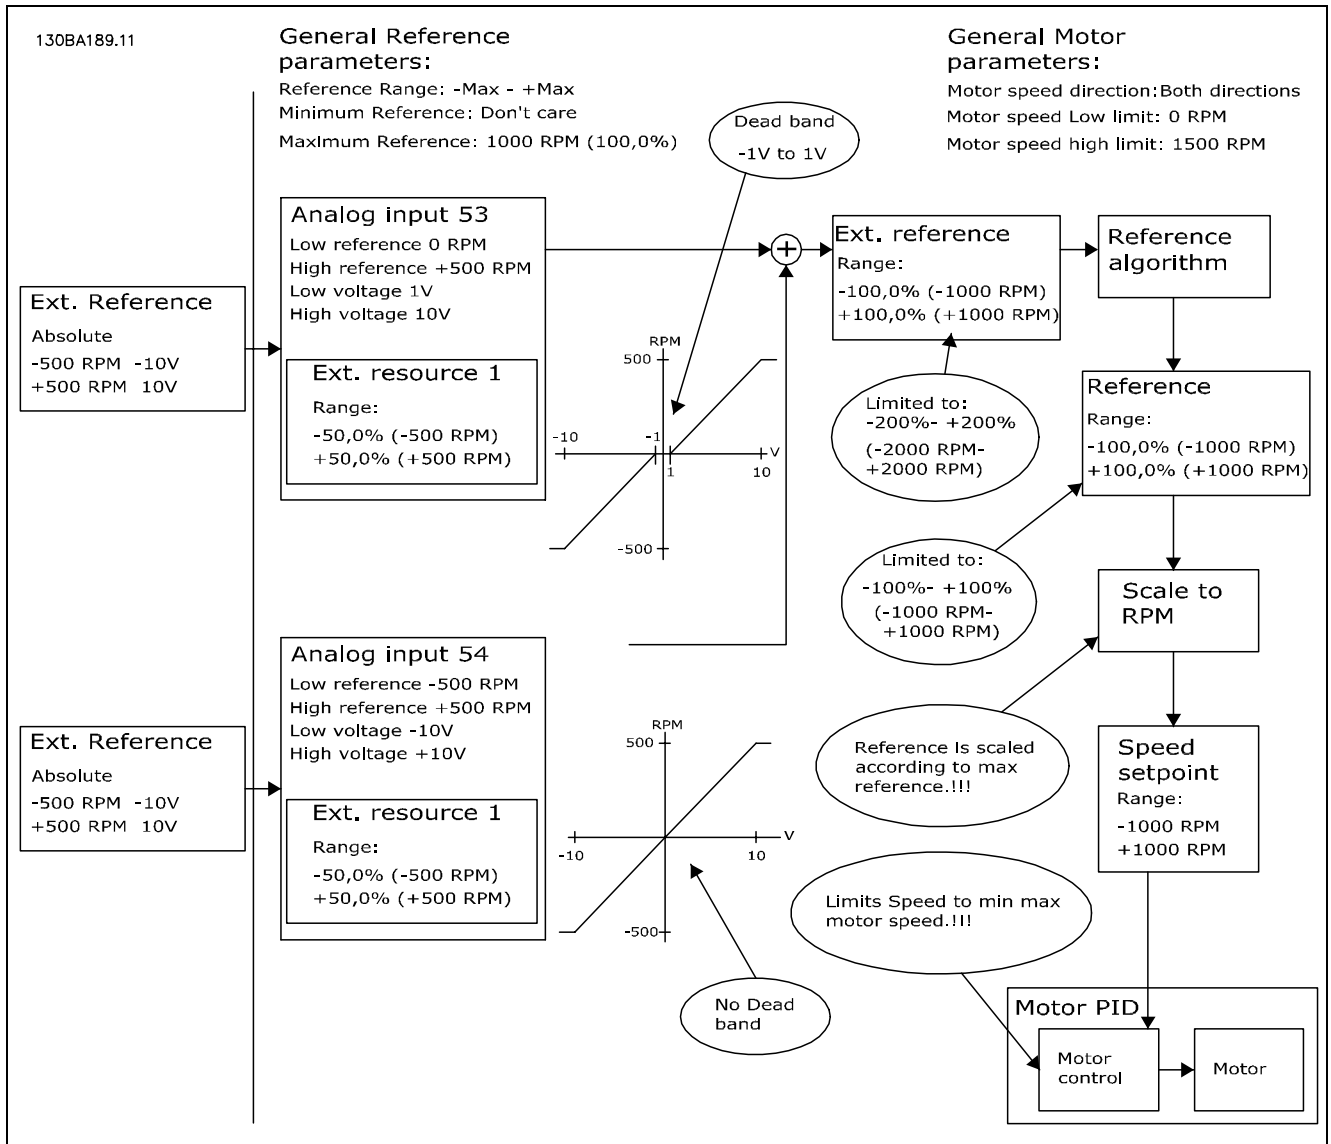 130BA189.11
General Reference
parameters:
Reference Range: -Max - +Max
Minimum Reference: Don't care
MaxImum Reference: 1000 RPM (100,0%)
General Motor
parameters:
Motor speed direction:Both directions
Motor speed Low limit: 0 RPM
Motor speed high limit: 1500 RPM
Dead band
-1V to 1V
Ext. Reference
Absolute
-500 RPM -10V
+500 RPM 10V
Analog input 53
Low reference 0 RPM
High reference +500 RPM
Low voltage 1V
High voltage 10V
Ext. resource 1
Range:
-50,0% (-500 RPM)
+50,0% (+500 RPM)
RPM
500
-10
-1
V
1
10
-500
+
Ext. reference
Range:
-100,0% (-1000 RPM)
+100,0% (+1000 RPM)
Reference
algorithm
Limited to:
-200%- +200%
(-2000 RPM-
+2000 RPM)
Reference
Range:
-100,0% (-1000 RPM)
+100,0% (+1000 RPM)
Limited to:
-100%- +100%
(-1000 RPM-
+1000 RPM)
Scale to
RPM
Ext. Reference
Absolute
-500 RPM -10V
+500 RPM 10V
Analog input 54
Low reference -500 RPM
High reference +500 RPM
Low voltage -10V
High voltage +10V
Ext. resource 1
Range:
-50,0% (-500 RPM)
+50,0% (+500 RPM)
RPM
500
V
-10
10
-500
No Dead
band
Reference Is scaled
according to max
reference.!!!
Speed
setpoint
Range:
-1000 RPM
+1000 RPM
Limits Speed to min max
motor speed.!!!
Motor PID
Motor
control
Motor